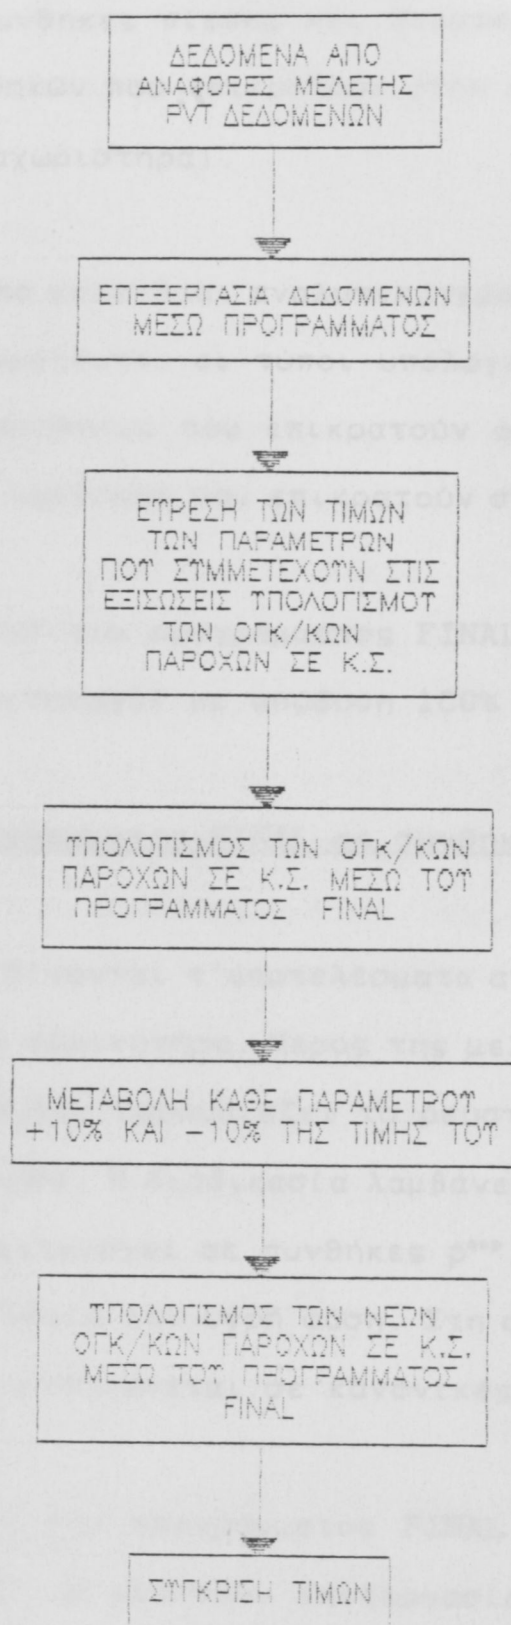 ΔΕΔΟΜΕΝΑ ΑΠΟ
ΑΝΑΦΟΡΕΣ ΜΕΛΕΤΗΣ
PVT ΔΕΔΟΜΕΝΩΝ
ΕΠΕΞΕΡΓΑΣΙΑ ΔΕΔΟΜΕΝΩΝ
ΜΕΣΩ ΠΡΟΓΡΑΜΜΑΤΟΣ
ΕΥΡΕΣΗ ΤΩΝ ΤΙΜΩΝ
ΤΩΝ ΠΑΡΑΜΕΤΡΩΝ
ΠΟΥ ΣΥΜΜΕΤΕΧΟΥΝ ΣΤΙΣ
ΕΞΙΣΩΣΕΙΣ ΥΠΟΛΟΓΙΣΜΟΥ
ΤΩΝ ΟΓΚ/ΚΩΝ
ΠΑΡΟΧΩΝ ΣΕ Κ.Σ.
ΥΠΟΛΟΓΙΣΜΟΣ ΤΩΝ ΟΓΚ/ΚΩΝ
ΠΑΡΟΧΩΝ ΣΕ Κ.Σ. ΜΕΣΩ ΤΟΥ
ΠΡΟΓΡΑΜΜΑΤΟΣ FINAL
ΜΕΤΑΒΟΛΗ ΚΑΘΕ ΠΑΡΑΜΕΤΡΟΥ
+10% ΚΑΙ -10% ΤΗΣ ΤΙΜΗΣ ΤΟΥ
ΥΠΟΛΟΓΙΣΜΟΣ ΤΩΝ ΝΕΩΝ
ΟΓΚ/ΚΩΝ ΠΑΡΟΧΩΝ ΣΕ Κ.Σ.
ΜΕΣΩ ΤΟΥ ΠΡΟΓΡΑΜΜΑΤΟΣ
FINAL
ΣΥΓΚΡΙΣΗ ΤΙΜΩΝ